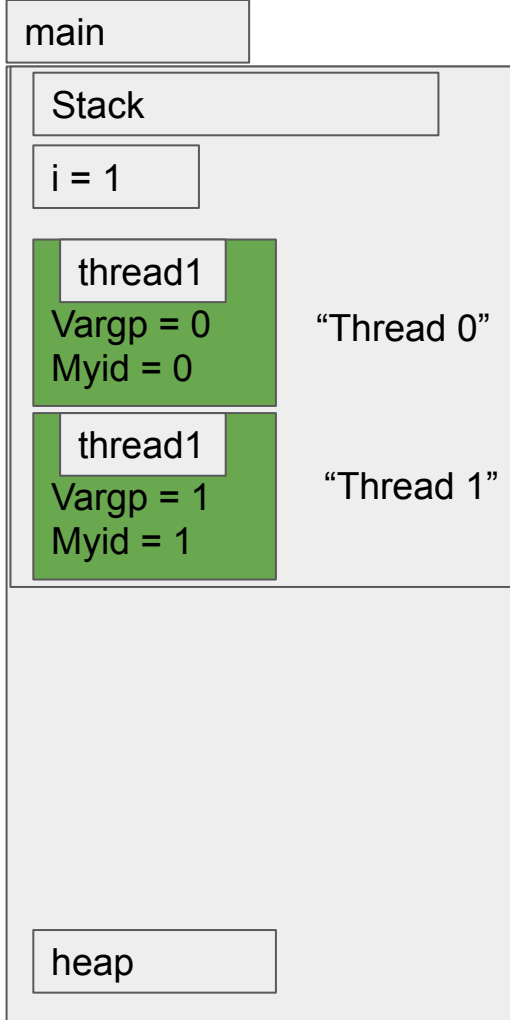 main
Stack
i = 1
thread1
Vargp = 0
Myid = 0
“Thread 0”
thread1
Vargp = 1
Myid = 1
“Thread 1”
heap